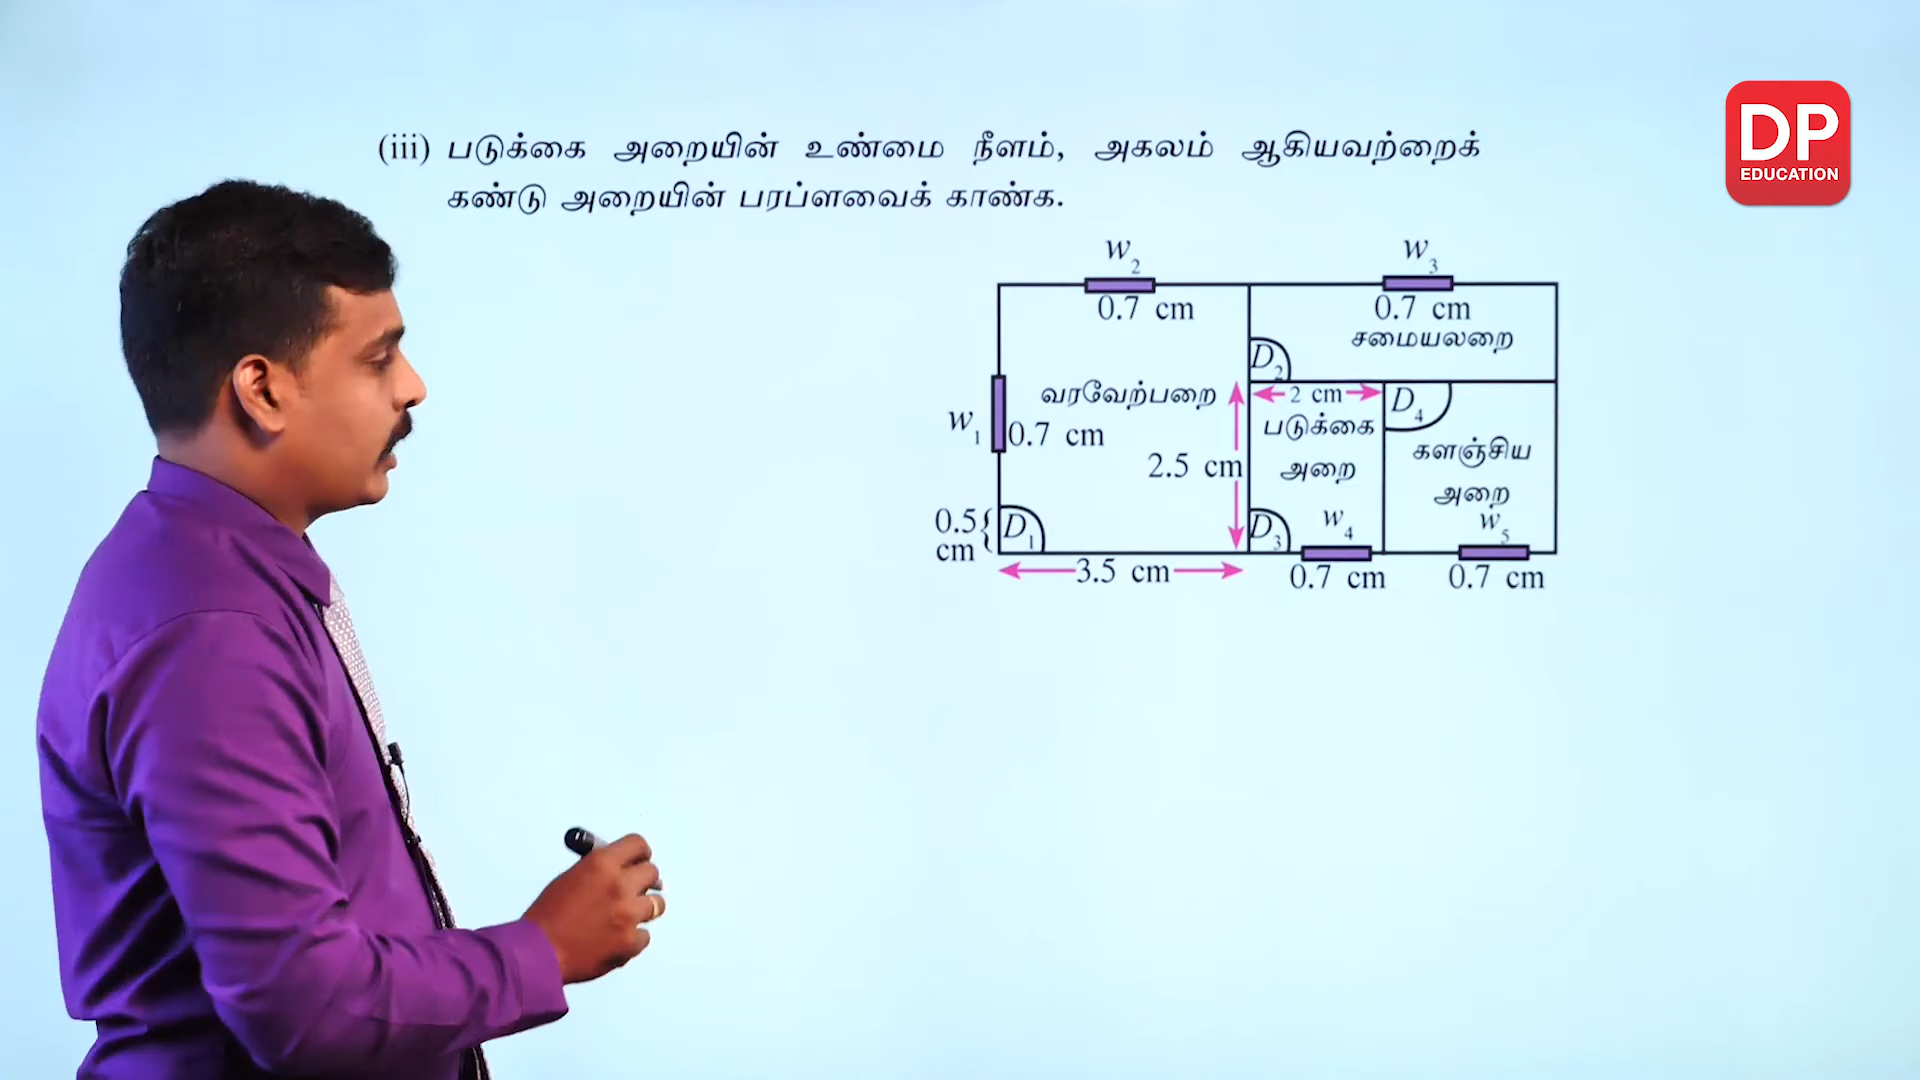 (iii) படுக்கை அறையின் உண்மை நீளம், அகலம் ஆகியவற்றைக்
கண்டு அறையின் பரப்ளவைக் காண்க.
DP
EDUCATION
w2
w3
0.7 cm
0.7 cm
சமையலறை
D2
வரவேற்பறை
2 cm
D4
w1
0.7 cm
படுக்கை
அறை
களஞ்சிய
அறை
2.5 cm
0.5{
cm
D1
D3
w4
w5
3.5 cm
0.7 cm
0.7 cm